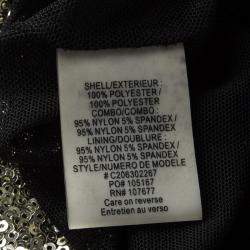 SHELL/EXTERIEUR :
100% POLYESTER /
100% POLYESTER
COMBO/COMBO :
95% NYLON 5% SPANDEX /
95% NYLON 5% SPANDEX
LINING/DOUBLURE :
95% NYLON 5% SPANDEX /
95% NYLON 5% SPANDEX
STYLE/NUMERO DE MODELE
# C206302267
PO# 105167
RN# 107677
Care on reverse
Entretien au verso